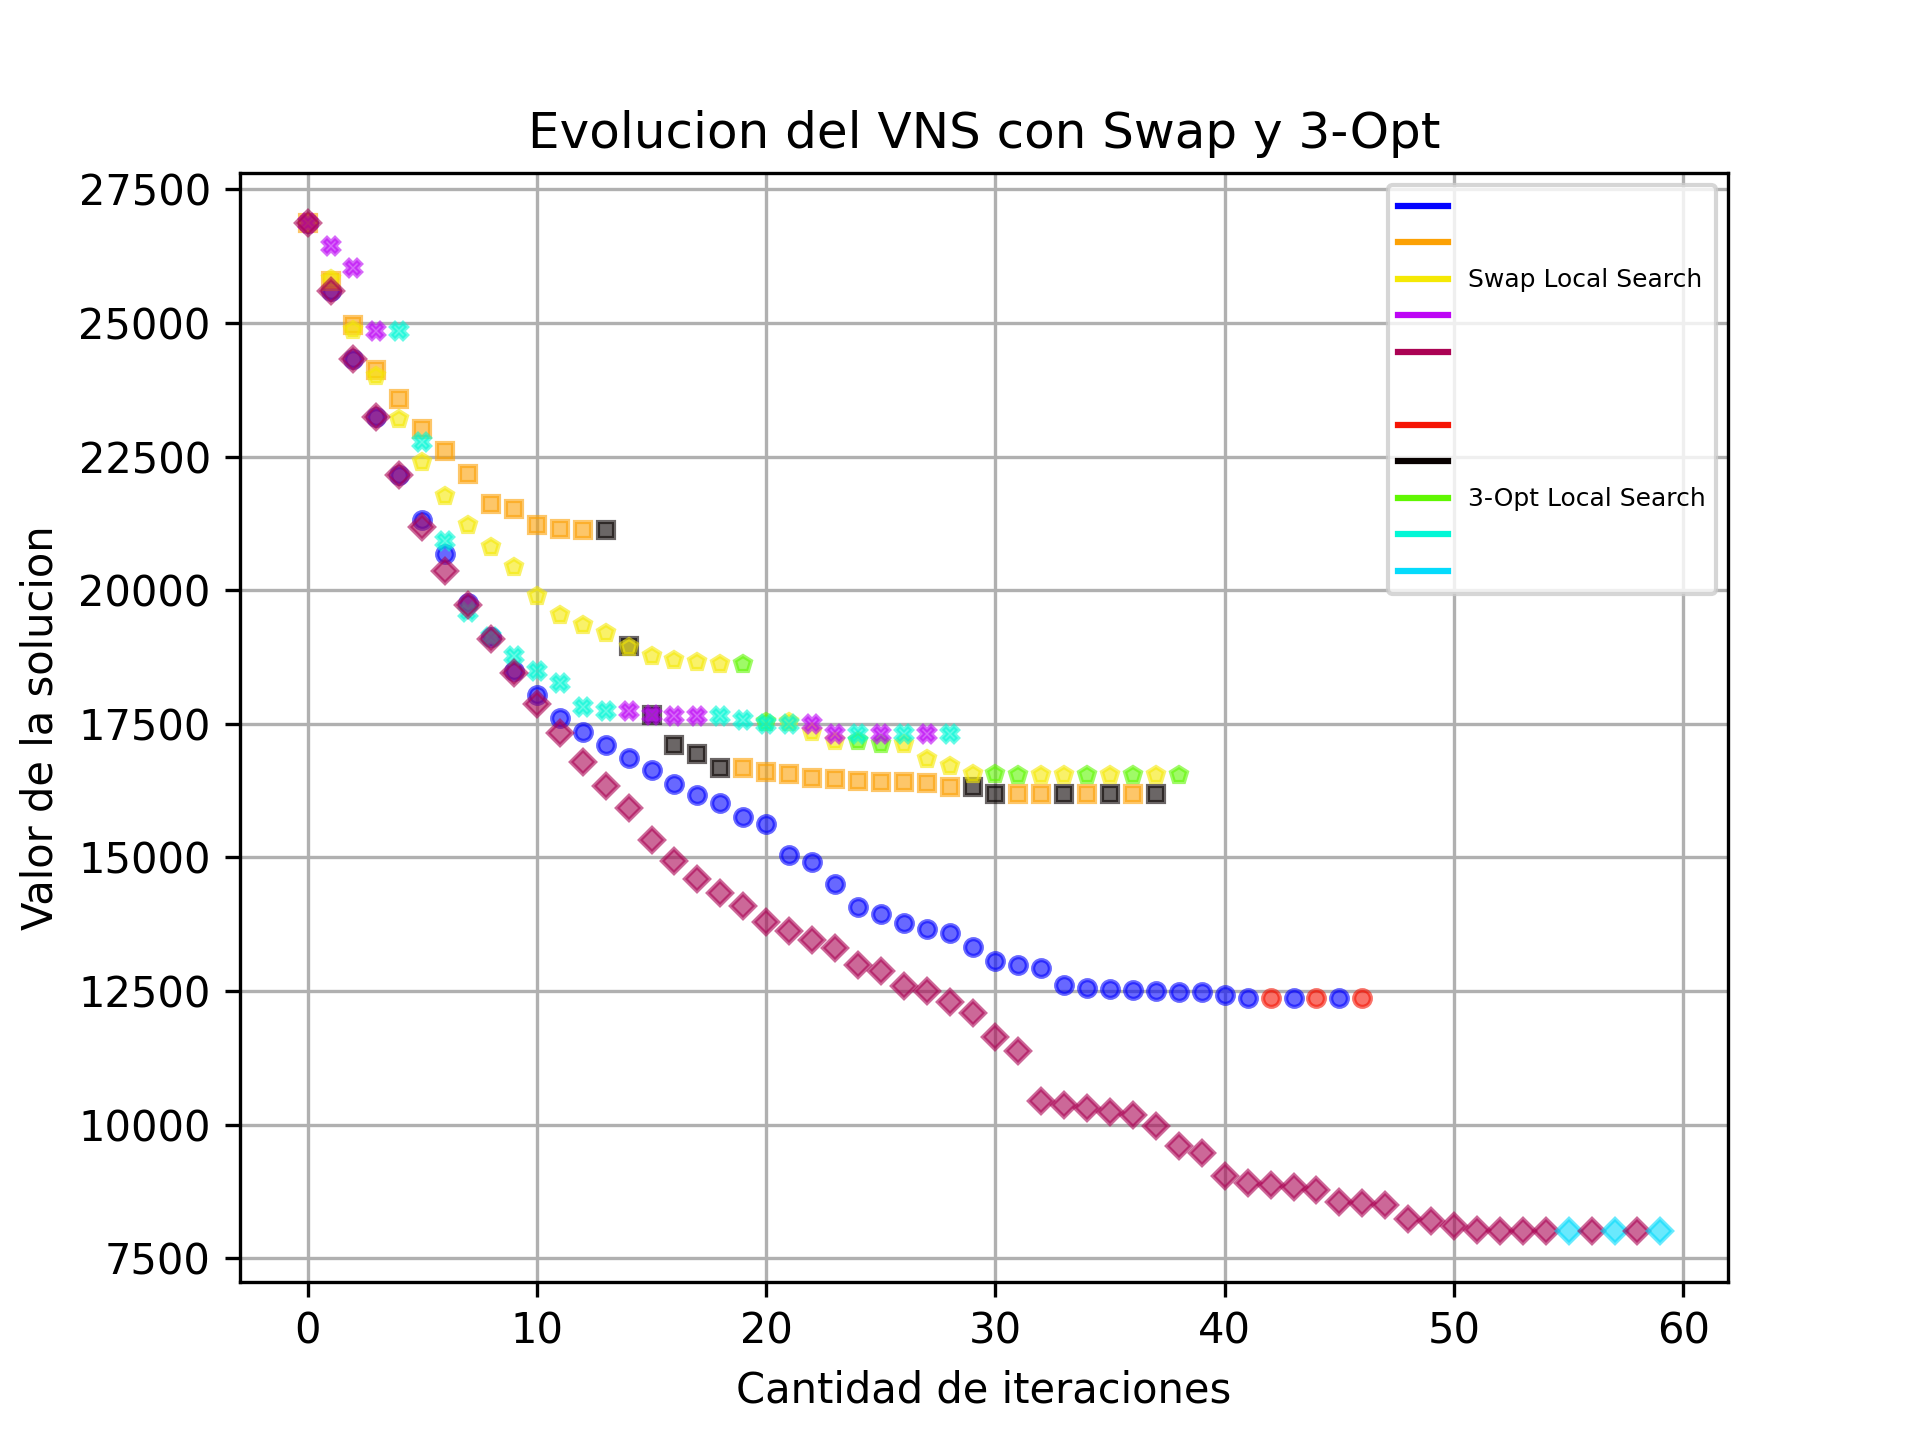 Evolucion del VNS con Swap y 3-Opt
27500
25000
22500
20000
17500
15000
12500
10000
7500
Valor de la solucion
Swap Local Search
3-Opt Local Search
0 10 20 30 40 50 60
Cantidad de iteraciones